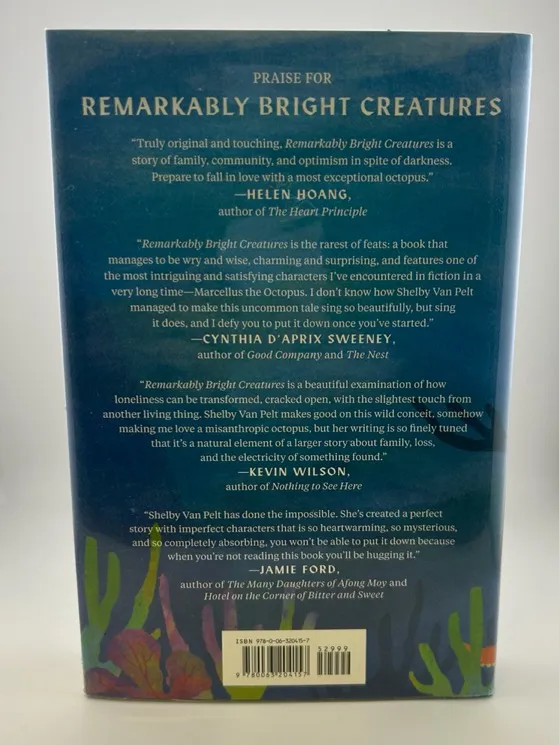 PRAISE FOR
REMARKABLY BRIGHT CREATURES
“Truly original and touching, Remarkably Bright Creatures is a
story of family, community, and optimism in spite of darkness.
Prepare to fall in love with a most exceptional octopus.”
—HELEN HOANG,
author of The Heart Principle
“Remarkably Bright Creatures is the rarest of feats: a book that
manages to be wry and wise, charming and surprising, and features one of
the most intriguing and satisfying characters I’ve encountered in fiction in a
very long time—Marcellus the Octopus. I don’t know how Shelby Van Pelt
managed to make this uncommon tale sing so beautifully, but sing
it does, and I defy you to put it down once you’ve started.”
—CYNTHIA D’APRIX SWEENEY,
author of Good Company and The Nest
“Remarkably Bright Creatures is a beautiful examination of how
loneliness can be transformed, cracked open, with the slightest touch from
another living thing. Shelby Van Pelt makes good on this wild conceit, somehow
making me love a misanthropic octopus, but her writing is so finely tuned
that it’s a natural element of a larger story about family, loss,
and the electricity of something found.”
—KEVIN WILSON,
author of Nothing to See Here
“Shelby Van Pelt has done the impossible. She’s created a perfect
story with imperfect characters that is so heartwarming, so mysterious,
and so completely absorbing, you won’t be able to put it down because
when you’re not reading this book you’ll be hugging it.”
—JAMIE FORD,
author of The Many Daughters of Afong Moy and
Hotel on the Corner of Bitter and Sweet
ISBN 978-0-06-320415-7
52999
9 780063 204157